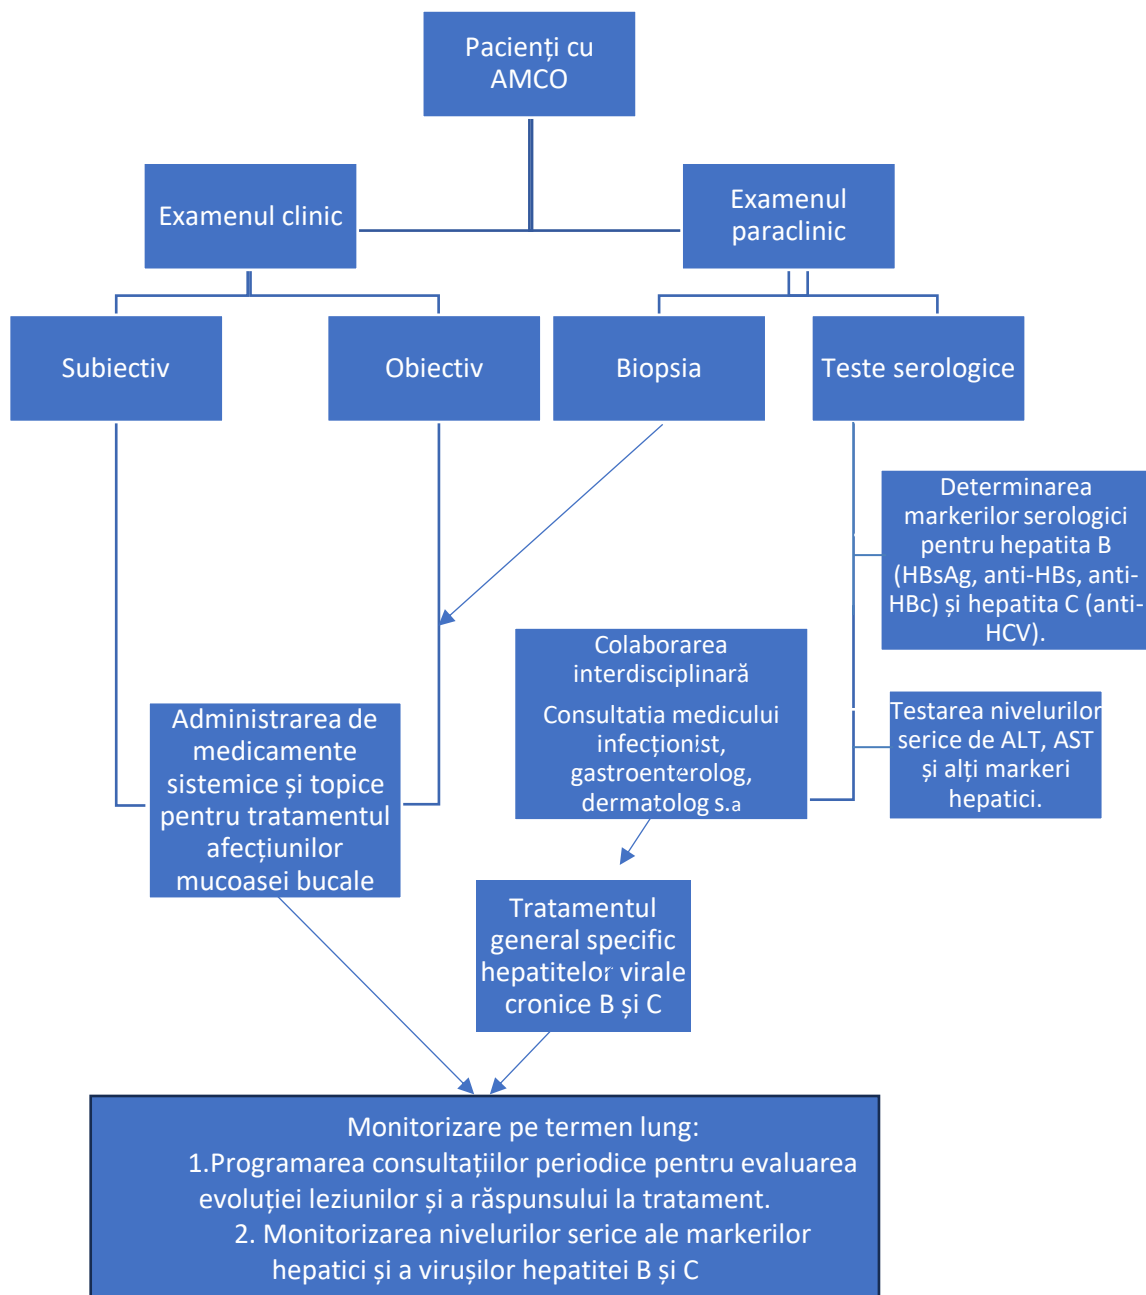 Pacienți cu
AMCO
Examenul clinic
Examenul
paraclinic
Subiectiv
Obiectiv
Biopsia
Teste serologice
Determinarea
markerilor serologici
pentru hepatita B
(HBsAg, anti-HBs, anti-
HBc) și hepatita C (anti-
HCV).
Colaborarea
interdisciplinară
Consultatia medicului
infecționist,
gastroenterolog,
dermatolog s.a
Administrarea de
medicamente
sistemice și topice
pentru tratamentul
afecțiunilor
mucoasei bucale
Testarea nivelurilor
serice de ALT, AST
și alți markeri
hepatici.
Tratamentul
general specific
hepatitelor virale
cronice B și C
Monitorizare pe termen lung:
1.Programarea consultațiilor periodice pentru evaluarea
evoluției leziunilor și a răspunsului la tratament.
2. Monitorizarea nivelurilor serice ale markerilor
hepatici și a virușilor hepatitei B și C